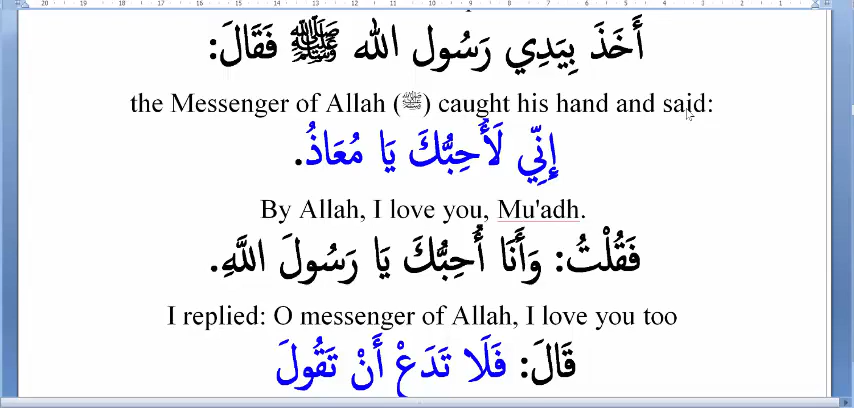 أَخَذَ بِيَدِي رَسُول الله ﷺ فَقَالَ:
the Messenger of Allah (ﷺ) caught his hand and said:
إِنِّي لَأُحِبُّكَ يَا مُعَاذُ.
By Allah, I love you, Mu'adh.
فَقُلْتُ: وَأَنَا أُحِبُّكَ يَا رَسُولَ اللَّهِ.
I replied: O messenger of Allah, I love you too
قَالَ: فَلَا تَدَعْ أَنْ تَقُولَ